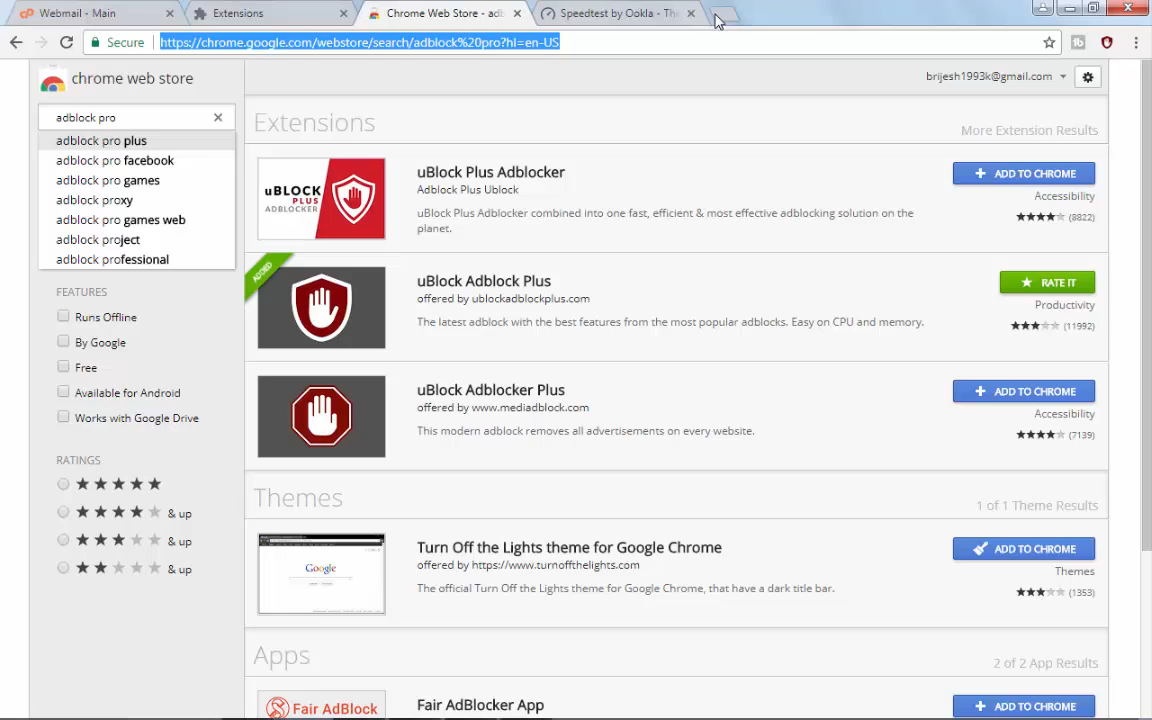 Webmail - Main
Extensions
Chrome Web Store - adb
Speedtest by Ookla - The
Secure
https://chrome.google.com/webstore/search/adblock%20pro?hl=en-US
chrome web store
brijesh1993k@gmail.com
adblock pro
adblock pro plus
adblock pro facebook
adblock pro games
adblock proxy
adblock pro games web
adblock project
adblock professional
FEATURES
Runs Offline
By Google
Free
Available for Android
Works with Google Drive
RATINGS
& up
& up
& up
Extensions
More Extension Results
uBLOCK
PLUS
ADBLOCKER
uBlock Plus Adblocker
Adblock Plus Ublock
uBlock Plus Adblocker combined into one fast, efficient & most effective adblocking solution on the
planet.
ADD TO CHROME
Accessibility
(8822)
ADDED
uBlock Adblock Plus
offered by ublockadblockplus.com
The latest adblock with the best features from the most popular adblocks. Easy on CPU and memory.
RATE IT
Productivity
(11992)
uBlock Adblocker Plus
offered by www.mediadblock.com
This modern adblock removes all advertisements on every website.
ADD TO CHROME
Accessibility
(7139)
Themes
1 of 1 Theme Results
Google
Turn Off the Lights theme for Google Chrome
offered by https://www.turnoffthelights.com
The official Turn Off the Lights theme for Google Chrome, that have a dark title bar.
ADD TO CHROME
Themes
(1353)
Apps
2 of 2 App Results
Fair AdBlock
Fair AdBlocker App
ADD TO CHROME